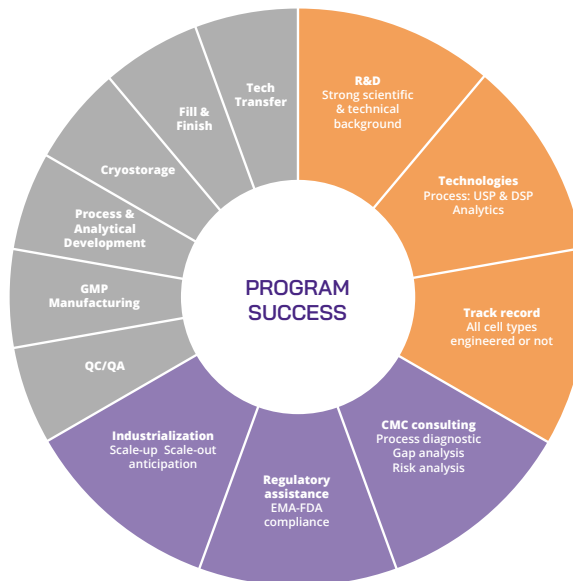 R&D
Strong scientific
& technical
background
Technologies
Process: USP & DSP
Analytics
Track record
All cell types
engineered or not
CMC consulting
Process diagnostic
Gap analysis
Risk analysis
Regulatory
assistance
EMA-FDA
compliance
Industrialization
Scale-up Scale-out
anticipation
QC/QA
GMP
Manufacturing
Process &
Analytical
Development
Cryostorage
Fill &
Finish
Tech
Transfer
PROGRAM
SUCCESS